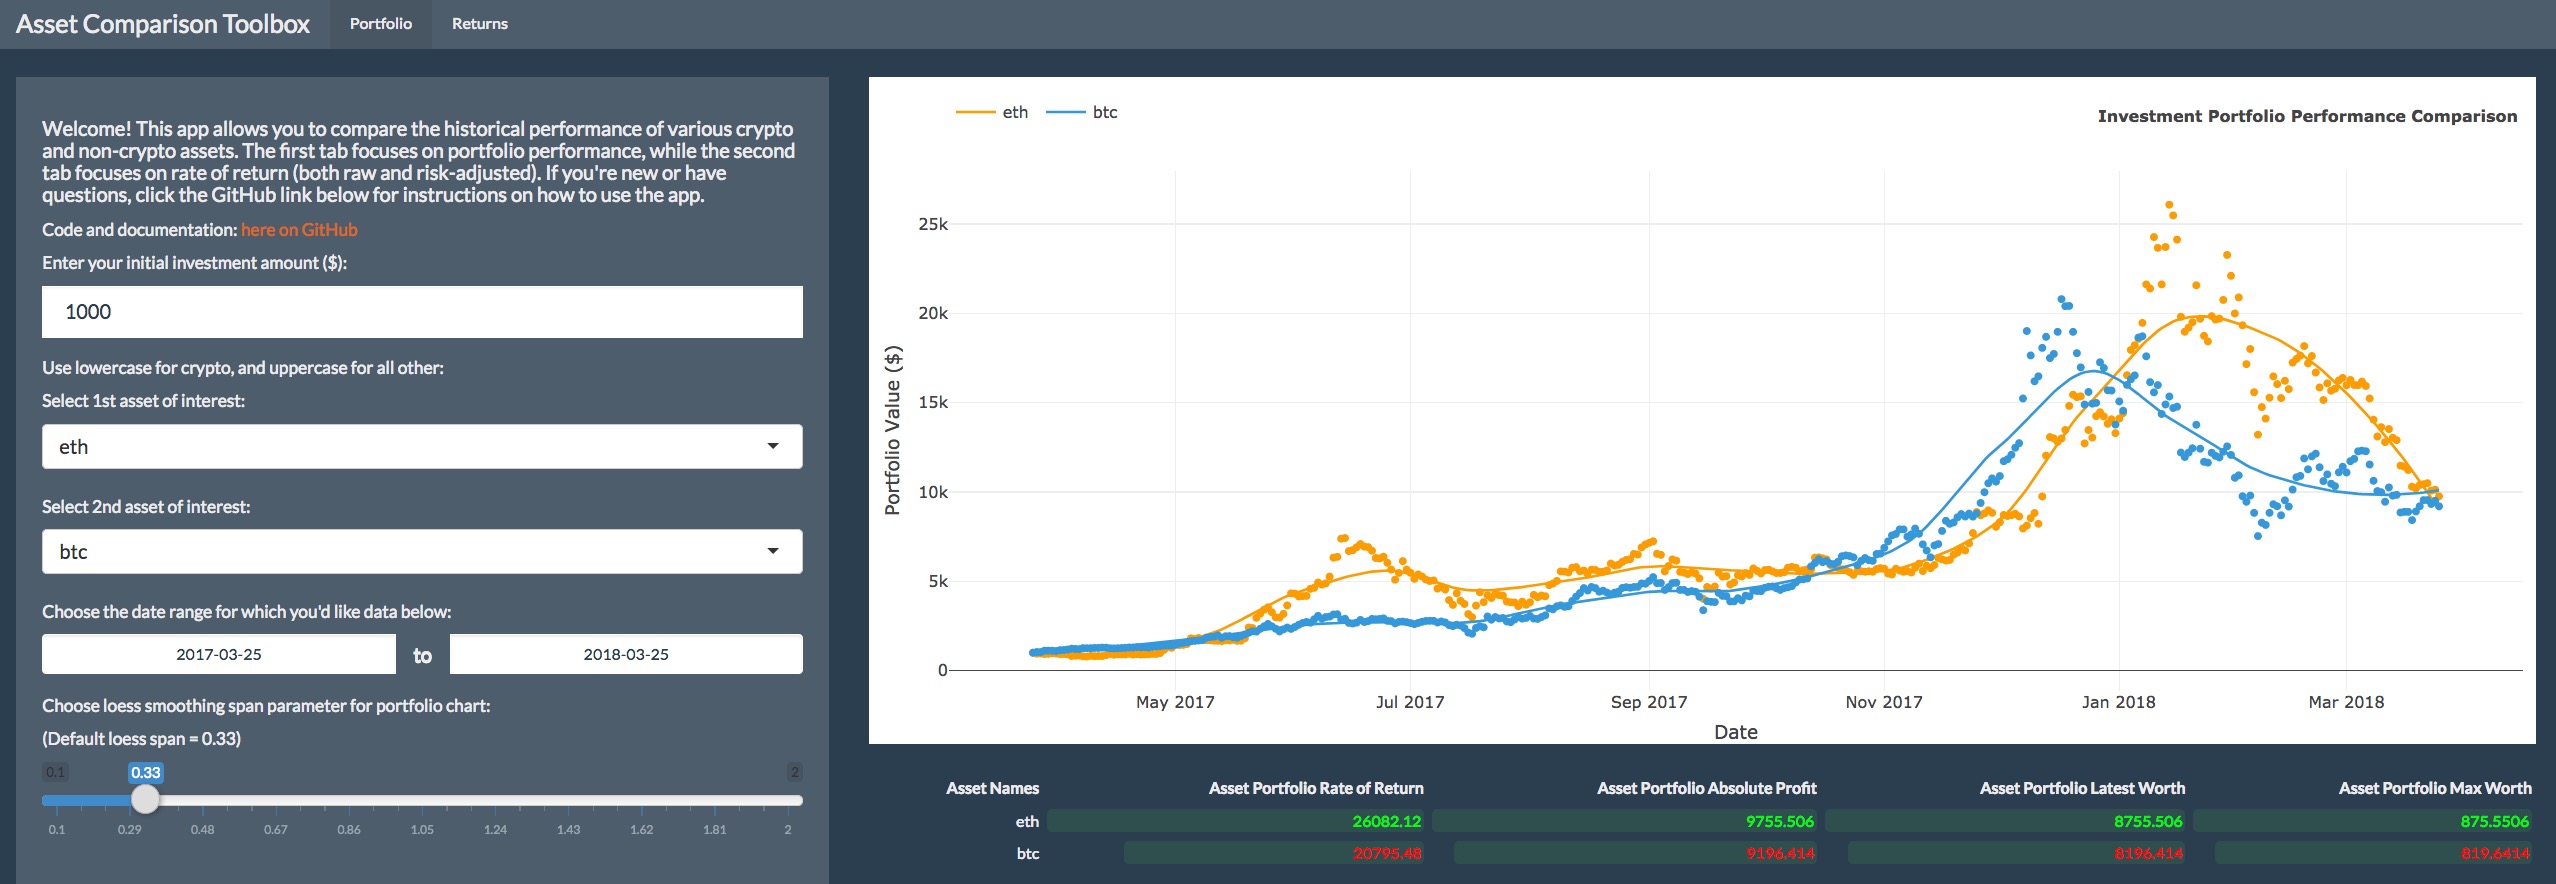 Asset Comparison Toolbox Portfolio Returns
Welcome! This app allows you to compare the historical performance of various crypto
and non-crypto assets. The first tab focuses on portfolio performance, while the second
tab focuses on rate of return (both raw and risk-adjusted). If you're new or have
questions, click the GitHub link below for instructions on how to use the app.
Code and documentation: here on GitHub
Enter your initial investment amount ($):
1000
Use lowercase for crypto, and uppercase for all other:
Select 1st asset of interest:
eth
Select 2nd asset of interest:
btc
Choose the date range for which you'd like data below:
2017-03-25 to 2018-03-25
Choose loess smoothing span parameter for portfolio chart:
(Default loess span = 0.33)
0.1 0.33 2
0.1 0.29 0.48 0.67 0.86 1.05 1.24 1.43 1.62 1.81 2
eth btc
Investment Portfolio Performance Comparison
Portfolio Value ($)
25k
20k
15k
10k
5k
0
May 2017 Jul 2017 Sep 2017 Nov 2017 Jan 2018 Mar 2018
Date
Asset Names Asset Portfolio Rate of Return Asset Portfolio Absolute Profit Asset Portfolio Latest Worth Asset Portfolio Max Worth
eth 26082.12 9755.506 8755.506 875.5506
btc 20795.48 9196.414 8196.414 819.6414